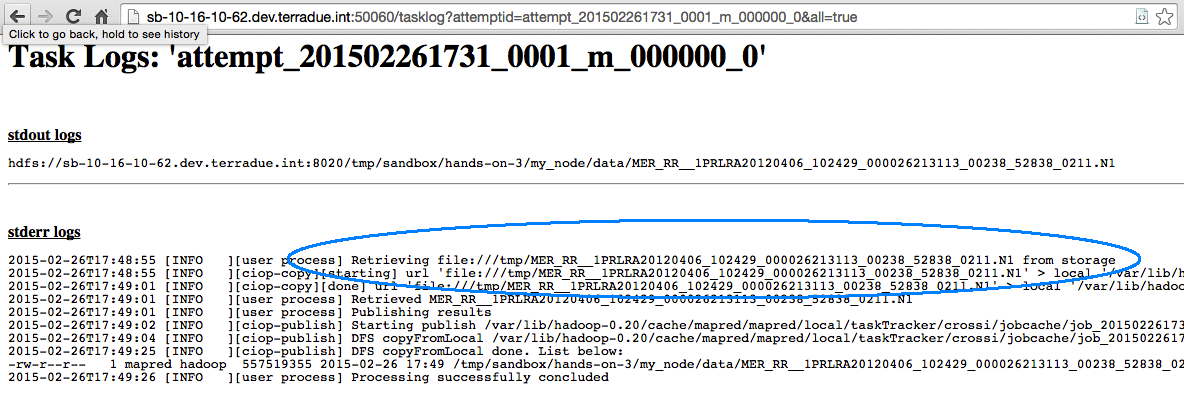 sb-10-16-10-62.dev.terradue.int:50060/tasklog?attemptid=attempt_201502261731_0001_m_000000_0&all=true
Click to go back, hold to see history
Task Logs: 'attempt_201502261731_0001_m_000000_0'
stdout logs
hdfs://sb-10-16-10-62.dev.terradue.int:8020/tmp/sandbox/hands-on-3/my_node/data/MER_RR__1PRLRA20120406_102429_000026213113_00238_52838_0211.N1
stderr logs
2015-02-26T17:48:55 [INFO   ][user process] Retrieving file:///tmp/MER_RR__1PRLRA20120406_102429_000026213113_00238_52838_0211.N1 from storage
2015-02-26T17:48:55 [INFO   ][ciop-copy][starting] url 'file:///tmp/MER_RR__1PRLRA20120406_102429_000026213113_00238_52838_0211.N1' > local '/var/lib/h
2015-02-26T17:49:01 [INFO   ][ciop-copy][done] url 'file:///tmp/MER_RR__1PRLRA20120406_102429_000026213113_00238_52838_0211.N1' > local '/var/lib/hadoo
2015-02-26T17:49:01 [INFO   ][user process] Retrieved MER_RR__1PRLRA20120406_102429_000026213113_00238_52838_0211.N1
2015-02-26T17:49:01 [INFO   ][user process] Publishing results
2015-02-26T17:49:02 [INFO   ][ciop-publish] Starting publish /var/lib/hadoop-0.20/cache/mapred/mapred/local/taskTracker/crossi/jobcache/job_20150226173
2015-02-26T17:49:04 [INFO   ][ciop-publish] DFS copyFromLocal /var/lib/hadoop-0.20/cache/mapred/mapred/local/taskTracker/crossi/jobcache/job_2015022617
2015-02-26T17:49:25 [INFO   ][ciop-publish] DFS copyFromLocal done. List below:
-rw-r--r--   1 mapred hadoop  557519355 2015-02-26 17:49 /tmp/sandbox/hands-on-3/my_node/data/MER_RR__1PRLRA20120406_102429_000026213113_00238_52838_02
2015-02-26T17:49:26 [INFO   ][user process] Processing successfully concluded